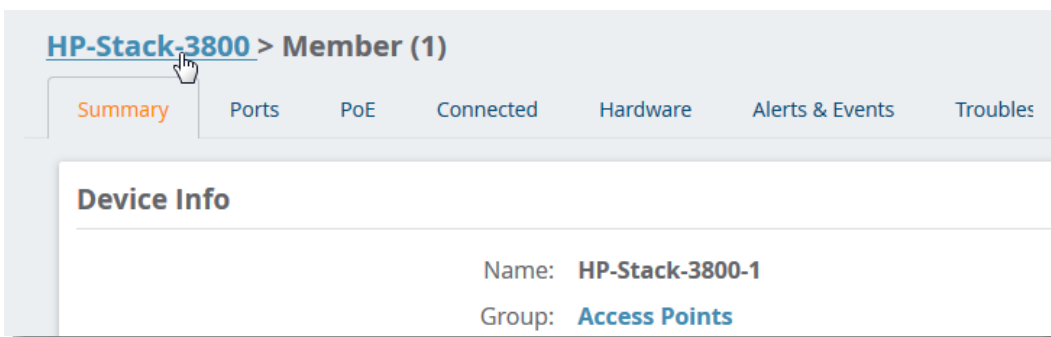 HP-Stack-3800 > Member (1)
Summary Ports PoE Connected Hardware Alerts & Events Troubles
Device Info
Name: HP-Stack-3800-1
Group: Access Points